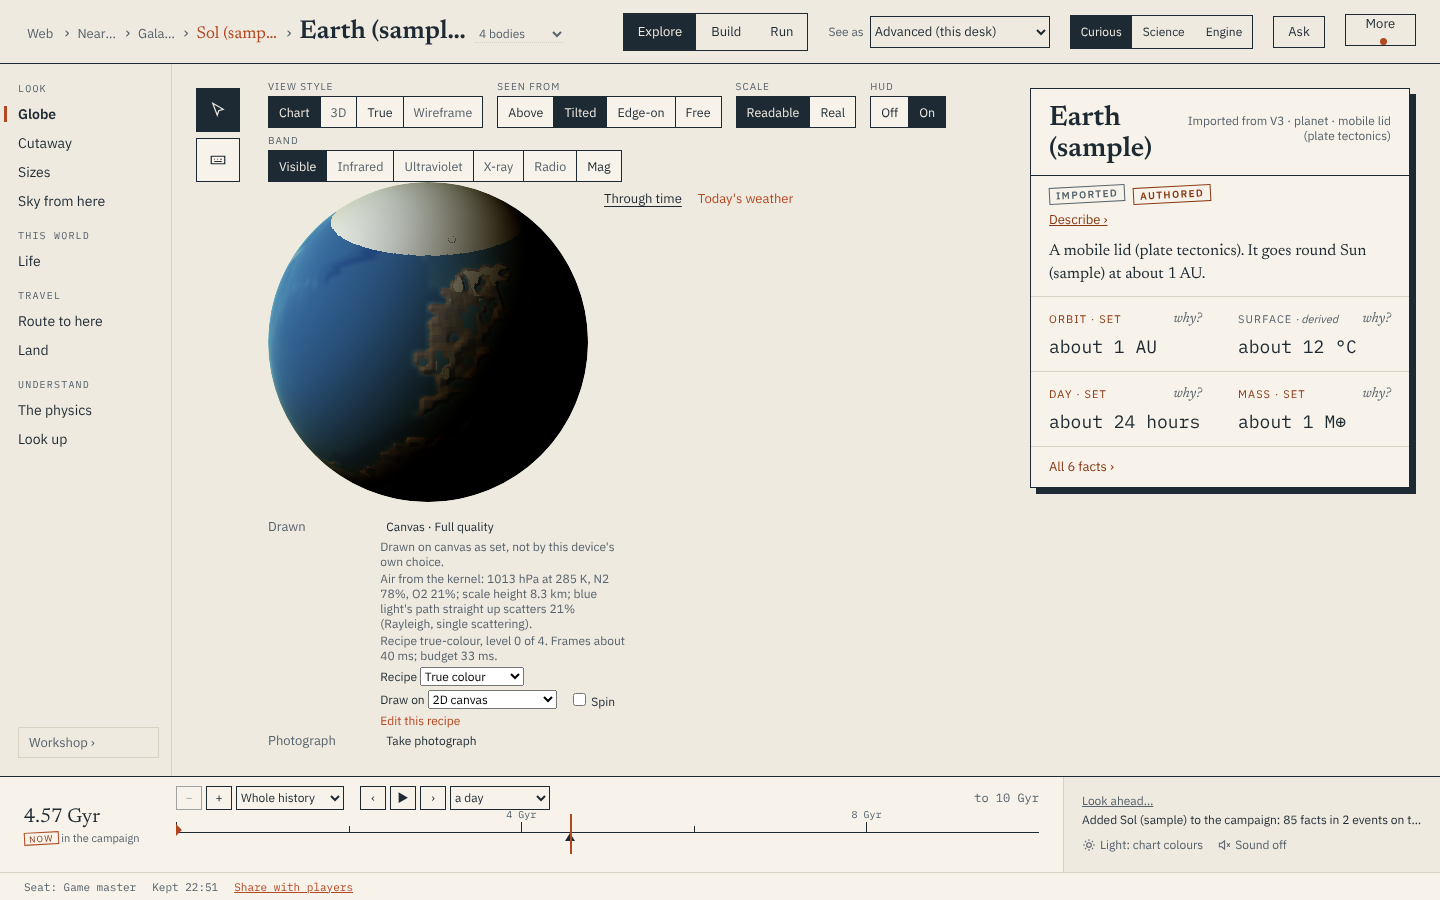 Web › Near... › Gala... › Sol (samp... › Earth (sampl... 4 bodies
Explore Build Run
See as Advanced (this desk)
Curious Science Engine
Ask
More
LOOK
Globe
Cutaway
Sizes
Sky from here
THIS WORLD
Life
TRAVEL
Route to here
Land
UNDERSTAND
The physics
Look up
Workshop ›
VIEW STYLE
Chart 3D True Wireframe
SEEN FROM
Above Tilted Edge-on Free
SCALE
Readable Real
HUD
Off On
BAND
Visible Infrared Ultraviolet X-ray Radio Mag
Through time Today's weather
Drawn Canvas · Full quality
Drawn on canvas as set, not by this device's
own choice.
Air from the kernel: 1013 hPa at 285 K, N2
78%, O2 21%; scale height 8.3 km; blue
light's path straight up scatters 21%
(Rayleigh, single scattering).
Recipe true-colour, level 0 of 4. Frames about
40 ms; budget 33 ms.
Recipe True colour
Draw on 2D canvas Spin
Edit this recipe
Photograph Take photograph
Earth
(sample)
Imported from V3 · planet · mobile lid
(plate tectonics)
IMPORTED AUTHORED
Describe ›
A mobile lid (plate tectonics). It goes round Sun
(sample) at about 1 AU.
ORBIT · SET why?
about 1 AU
SURFACE · derived why?
about 12 °C
DAY · SET why?
about 24 hours
MASS · SET why?
about 1 M⊕
All 6 facts ›
4.57 Gyr
NOW in the campaign
− + Whole history ‹ ▶ › a day
to 10 Gyr
4 Gyr 8 Gyr
Look ahead...
Added Sol (sample) to the campaign: 85 facts in 2 events on t...
Light: chart colours Sound off
Seat: Game master Kept 22:51 Share with players